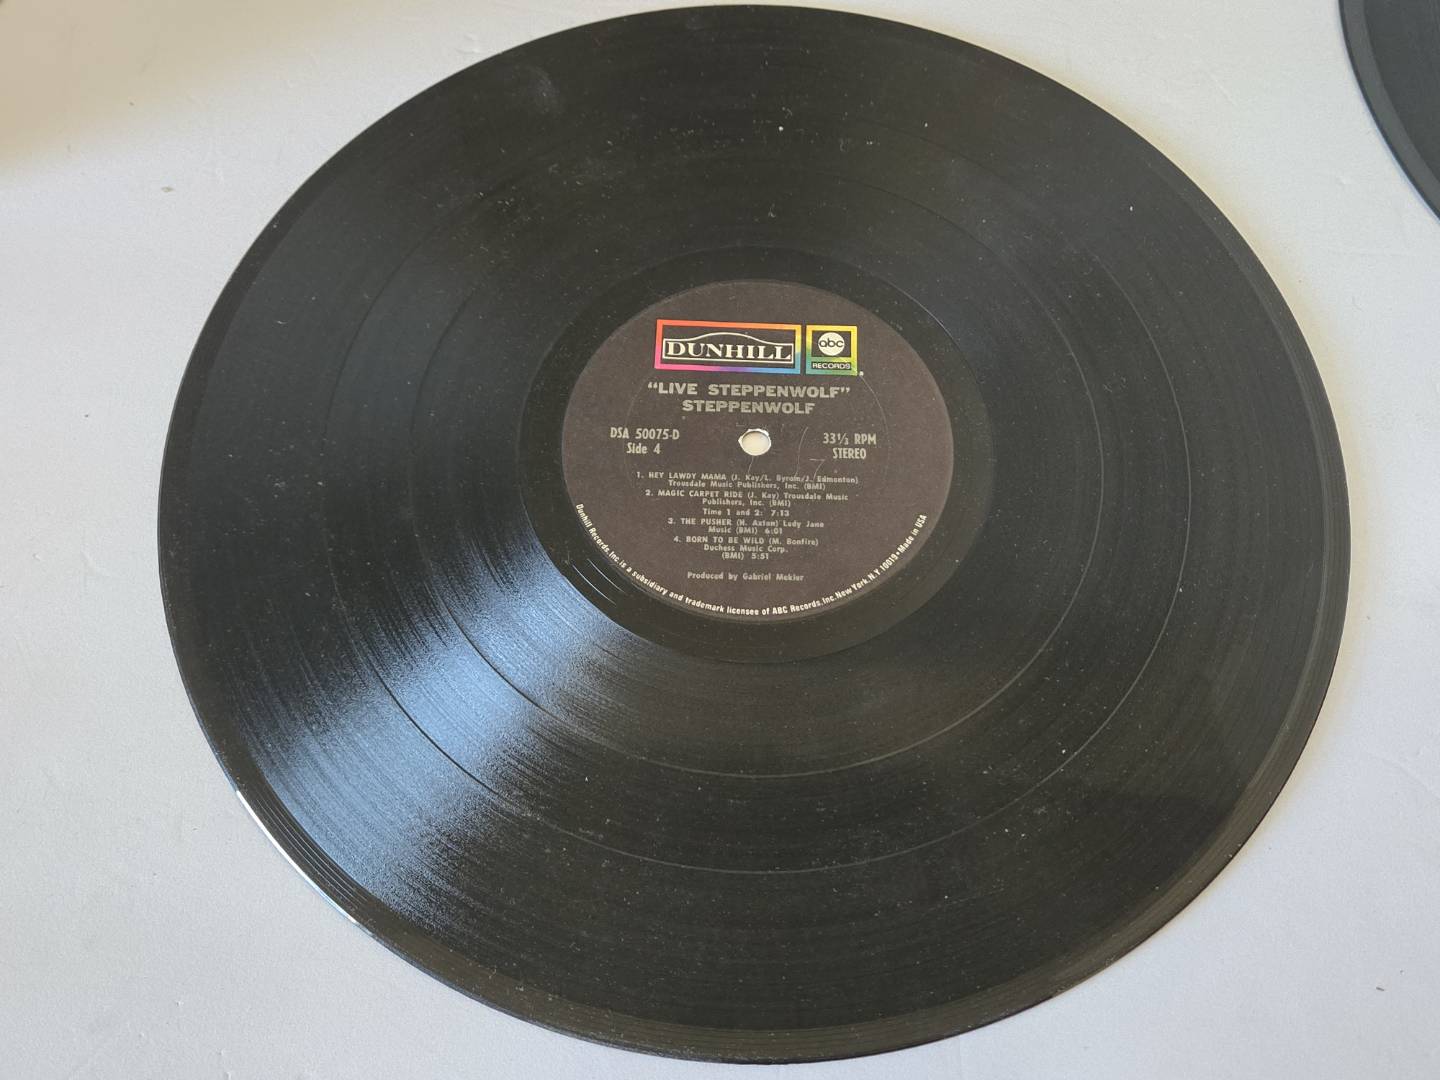 DUNHILL
abc
RECORDS
"LIVE STEPPENWOLF"
STEPPENWOLF
DSA 50075-D
Side 4
33⅓ RPM
STEREO
1. HEY LAWDY MAMA (J. Kay/L. Byrom/J. Edmonton)
Trousdale Music Publishers, Inc. (BMI)
2. MAGIC CARPET RIDE (J. Kay) Trousdale Music
Publishers, Inc. (BMI)
Time 1 and 2: 7:13
3. THE PUSHER (H. Axton) Lady Jane
Music (BMI) 6:01
4. BORN TO BE WILD (M. Bonfire)
Duchess Music Corp.
(BMI) 5:51
Produced by Gabriel Mekler
Dunhill Records, Inc. is a subsidiary and trademark licensee of ABC Records, Inc. New York, N.Y. 10019 • Made in USA